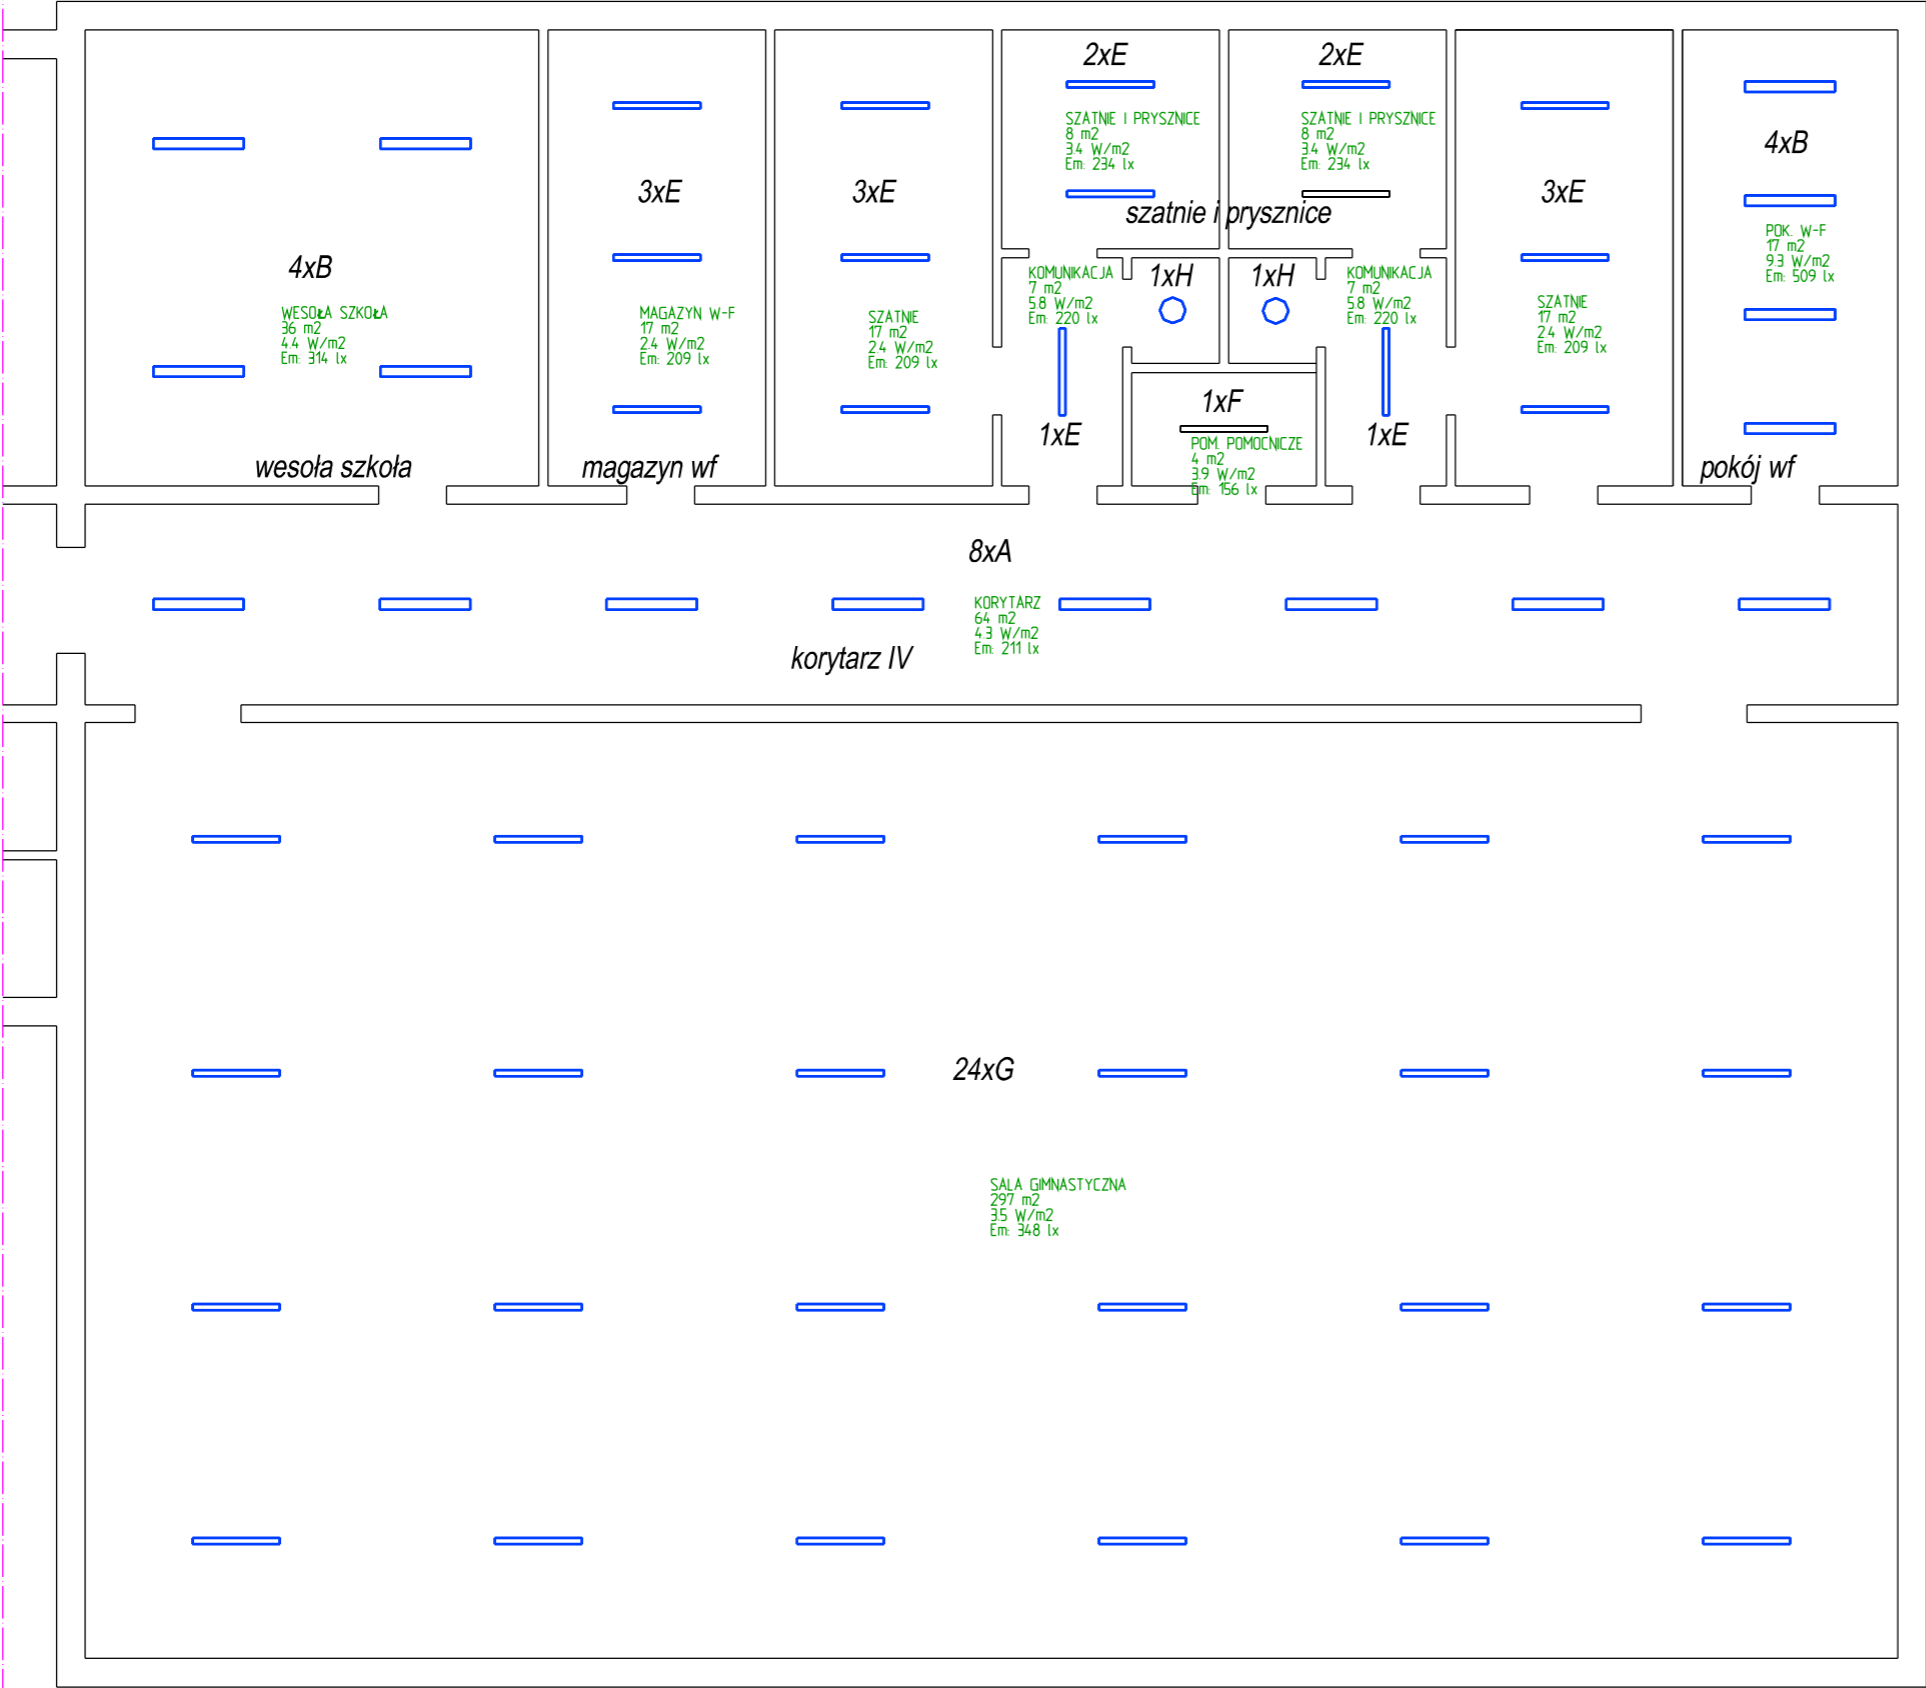 2xE
2xE
SZATNIE I PRYSZNICE
8 m2
3.4 W/m2
Em: 234 lx
SZATNIE I PRYSZNICE
8 m2
3.4 W/m2
Em: 234 lx
4xB
3xE
3xE
3xE
szatnie i prysznice
POK. W-F
17 m2
9.3 W/m2
Em: 509 lx
4xB
WESOŁA SZKOŁA
36 m2
4.4 W/m2
Em: 314 lx
MAGAZYN W-F
17 m2
2.4 W/m2
Em: 209 lx
SZATNIE
17 m2
2.4 W/m2
Em: 209 lx
KOMUNIKACJA
7 m2
5.8 W/m2
Em: 220 lx
1xH
1xH
KOMUNIKACJA
7 m2
5.8 W/m2
Em: 220 lx
SZATNIE
17 m2
2.4 W/m2
Em: 209 lx
1xF
1xE
1xE
POM. POMOCNICZE
4 m2
3.9 W/m2
Em: 156 lx
wesoła szkoła
magazyn wf
pokój wf
8xA
KORYTARZ
64 m2
4.3 W/m2
Em: 211 lx
korytarz IV
24xG
SALA GIMNASTYCZNA
297 m2
3.5 W/m2
Em: 348 lx